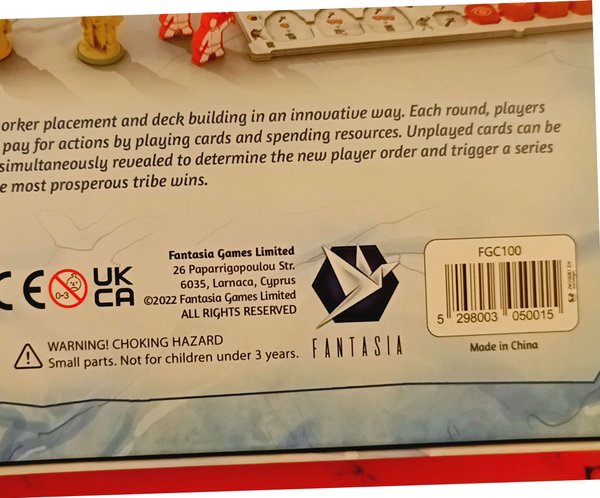 orker placement and deck building in an innovative way. Each round, players
pay for actions by playing cards and spending resources. Unplayed cards can be
simultaneously revealed to determine the new player order and trigger a series
e most prosperous tribe wins.
CE 0-3 UK
CA
Fantasia Games Limited
26 Paparrigopoulou Str.
6035, Larnaca, Cyprus
©2022 Fantasia Games Limited
ALL RIGHTS RESERVED
WARNING! CHOKING HAZARD
Small parts. Not for children under 3 years.
FANTASIA
FGC100
5 298003 050015
Made in China